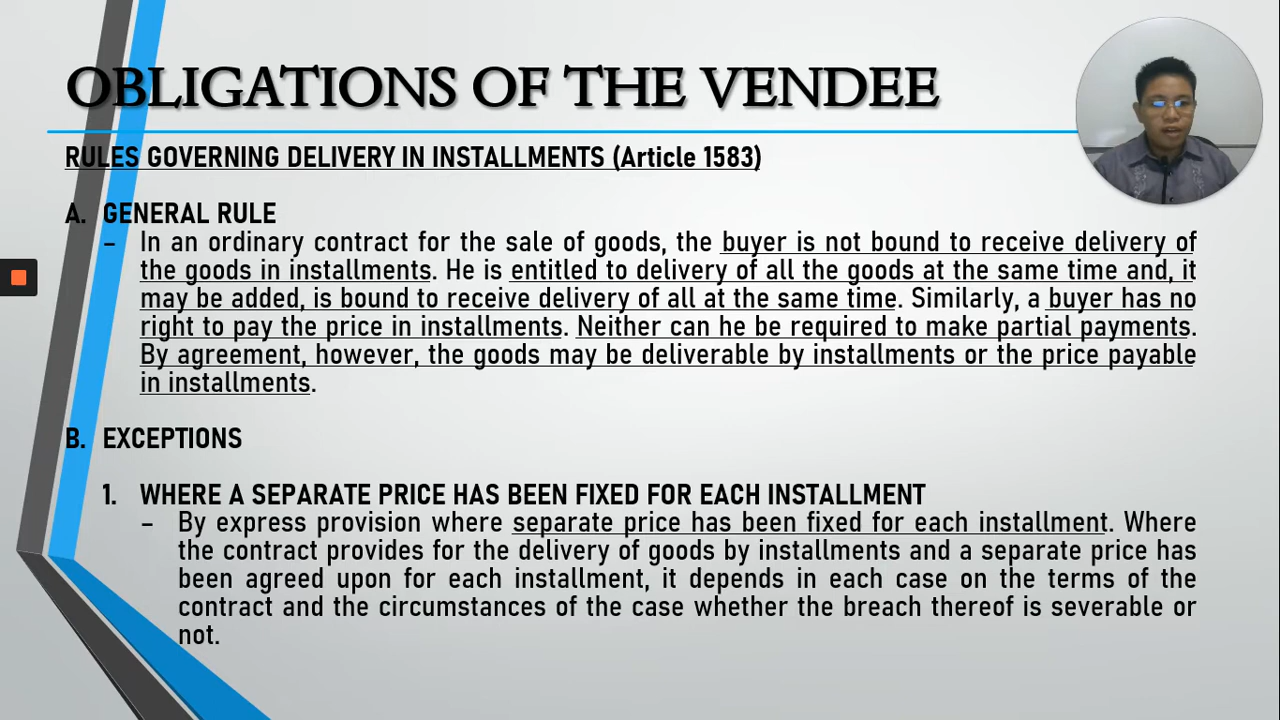 OBLIGATIONS OF THE VENDEE
RULES GOVERNING DELIVERY IN INSTALLMENTS (Article 1583)
A. GENERAL RULE
– In an ordinary contract for the sale of goods, the buyer is not bound to receive delivery of
the goods in installments. He is entitled to delivery of all the goods at the same time and, it
may be added, is bound to receive delivery of all at the same time. Similarly, a buyer has no
right to pay the price in installments. Neither can he be required to make partial payments.
By agreement, however, the goods may be deliverable by installments or the price payable
in installments.
B. EXCEPTIONS
1. WHERE A SEPARATE PRICE HAS BEEN FIXED FOR EACH INSTALLMENT
– By express provision where separate price has been fixed for each installment. Where
the contract provides for the delivery of goods by installments and a separate price has
been agreed upon for each installment, it depends in each case on the terms of the
contract and the circumstances of the case whether the breach thereof is severable or
not.